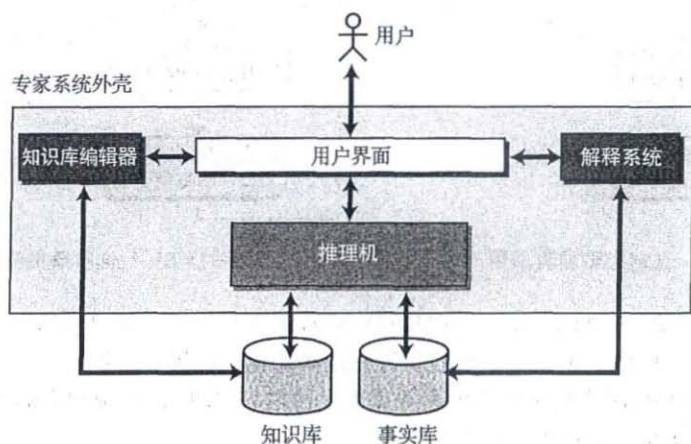 用户
专家系统外壳
知识库编辑器
用户界面
解释系统
推理机
知识库
事实库